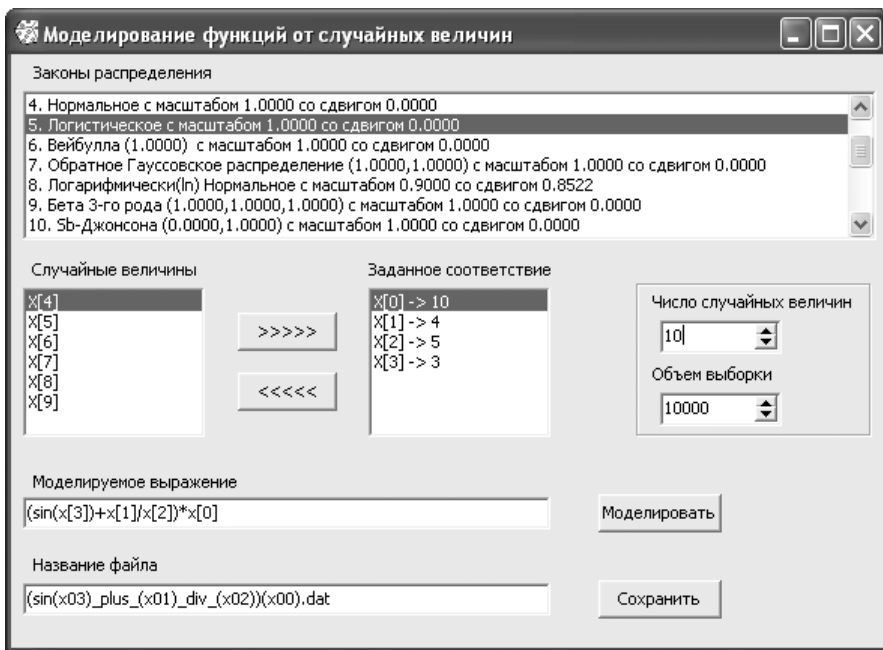 Моделирование функций от случайных величин
Законы распределения
4. Нормальное с масштабом 1.0000 со сдвигом 0.0000
5. Логистическое с масштабом 1.0000 со сдвигом 0.0000
6. Вейбулла (1.0000)  с масштабом 1.0000 со сдвигом 0.0000
7. Обратное Гауссовское распределение (1.0000,1.0000) с масштабом 1.0000 со сдвигом 0.0000
8. Логарифмически(ln) Нормальное с масштабом 0.9000 со сдвигом 0.8522
9. Бета 3-го рода (1.0000,1.0000,1.0000) с масштабом 1.0000 со сдвигом 0.0000
10. Sb-Джонсона (0.0000,1.0000) с масштабом 1.0000 со сдвигом 0.0000
Случайные величины
X[4]
X[5]
X[6]
X[7]
X[8]
X[9]
>>>>>
<<<<<
Заданное соответствие
X[0] -> 10
X[1] -> 4
X[2] -> 5
X[3] -> 3
Число случайных величин
10
Объем выборки
10000
Моделируемое выражение
(sin(x[3])+x[1]/x[2])*x[0]
Моделировать
Название файла
(sin(x03)_plus_(x01)_div_(x02))(x00).dat
Сохранить